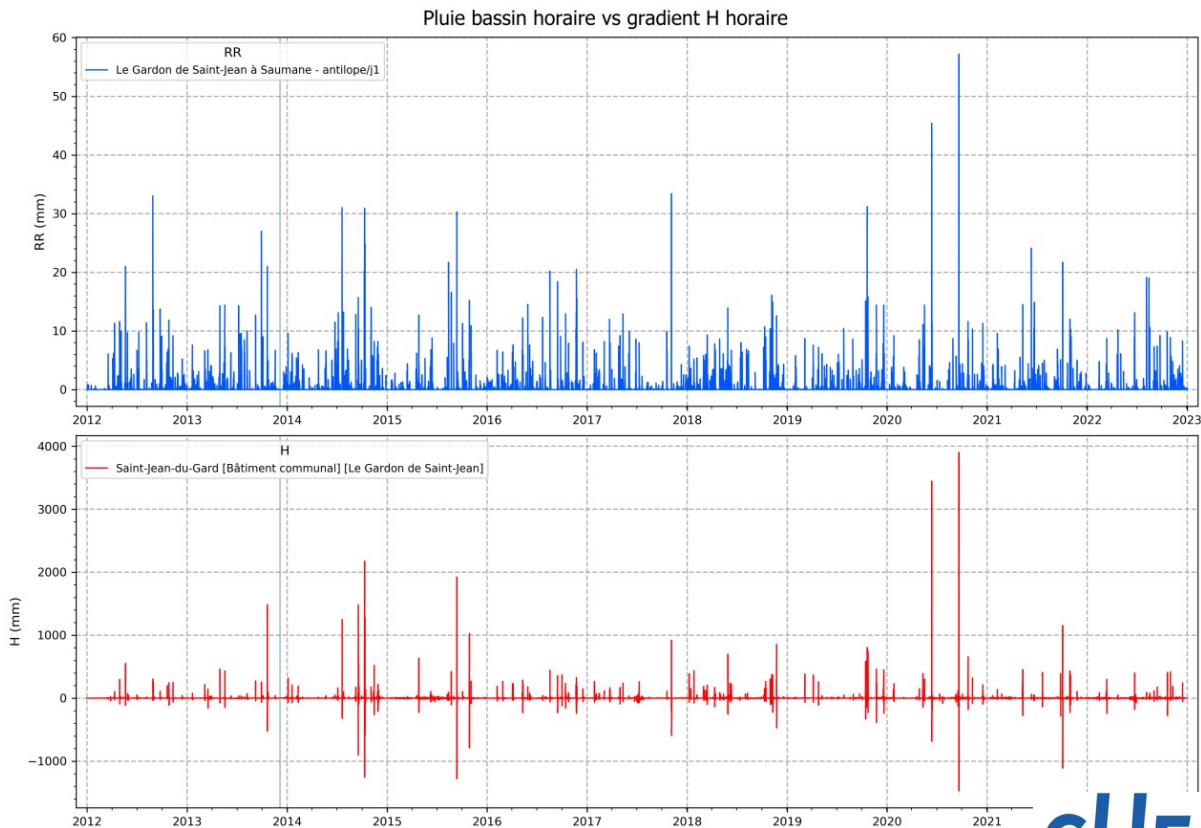 Pluie bassin horaire vs gradient H horaire
60
RR
Le Gardon de Saint-Jean à Saumane - antilope/j1
50
40
RR (mm)
30
20
10
0
2012 2013 2014 2015 2016 2017 2018 2019 2020 2021 2022 2023
4000
H
Saint-Jean-du-Gard [Bâtiment communal] [Le Gardon de Saint-Jean]
3000
2000
H (mm)
1000
0
−1000
2012 2013 2014 2015 2016 2017 2018 2019 2020 2021